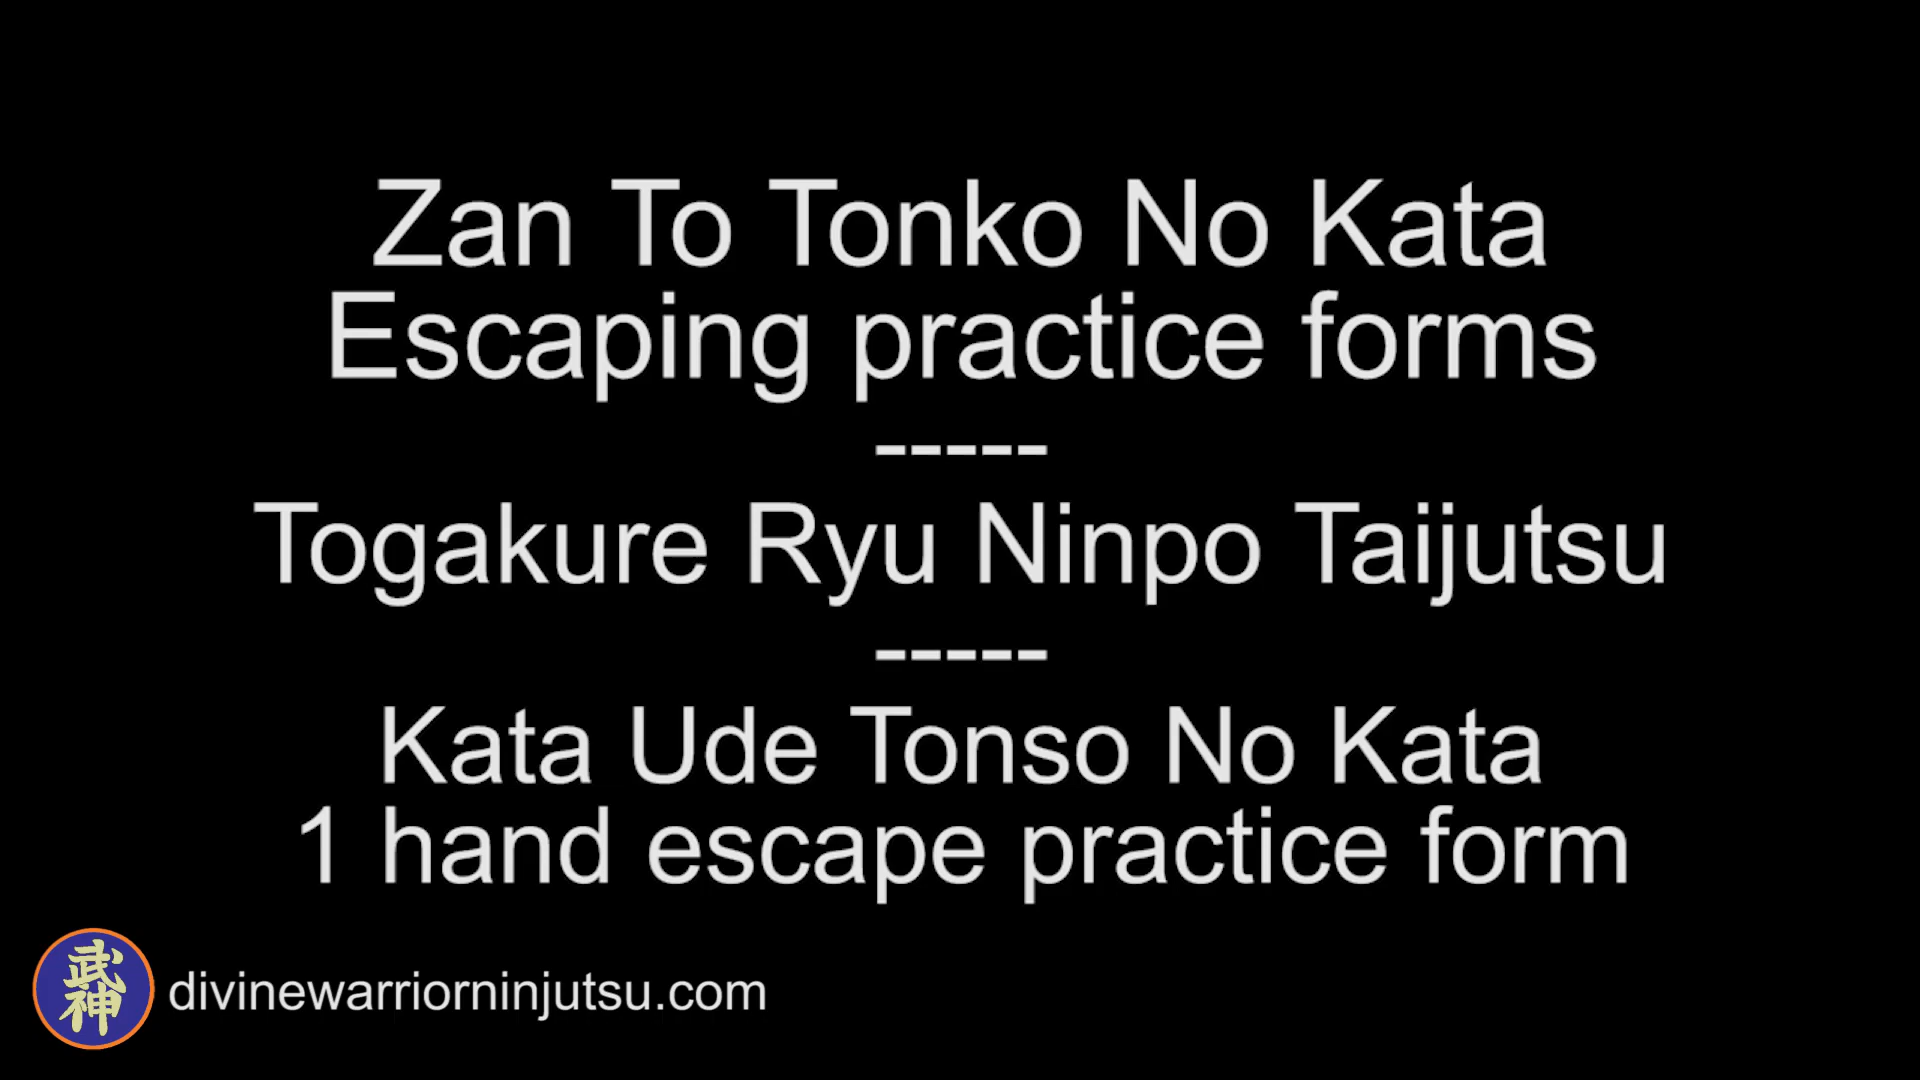 Zan To Tonko No Kata
Escaping practice forms
-----
Togakure Ryu Ninpo Taijutsu
-----
Kata Ude Tonso No Kata
1 hand escape practice form
武神
divinewarriorninjutsu.com